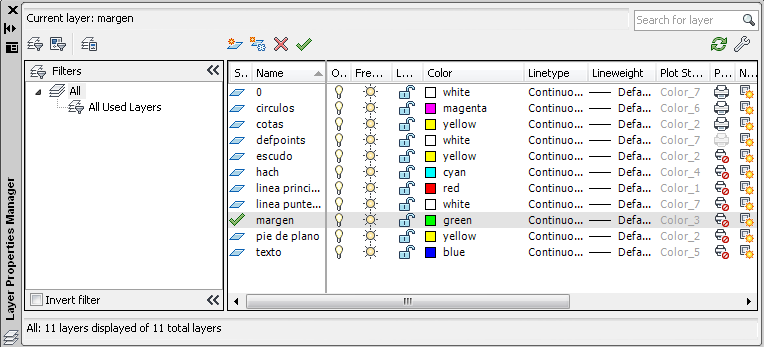 Current layer: margen
Search for layer
Layer Properties Manager
Filters
All
All Used Layers
Invert filter
S.. Name O.. Fre... L... Color Linetype Lineweight Plot St... P... N...
0 white Continuo... Defa... Color_7
circulos magenta Continuo... Defa... Color_6
cotas yellow Continuo... Defa... Color_2
defpoints white Continuo... Defa... Color_7
escudo yellow Continuo... Defa... Color_2
hach cyan Continuo... Defa... Color_4
linea princi... red Continuo... Defa... Color_1
linea punte... white Continuo... Defa... Color_7
margen green Continuo... Defa... Color_3
pie de plano yellow Continuo... Defa... Color_2
texto blue Continuo... Defa... Color_5
All: 11 layers displayed of 11 total layers